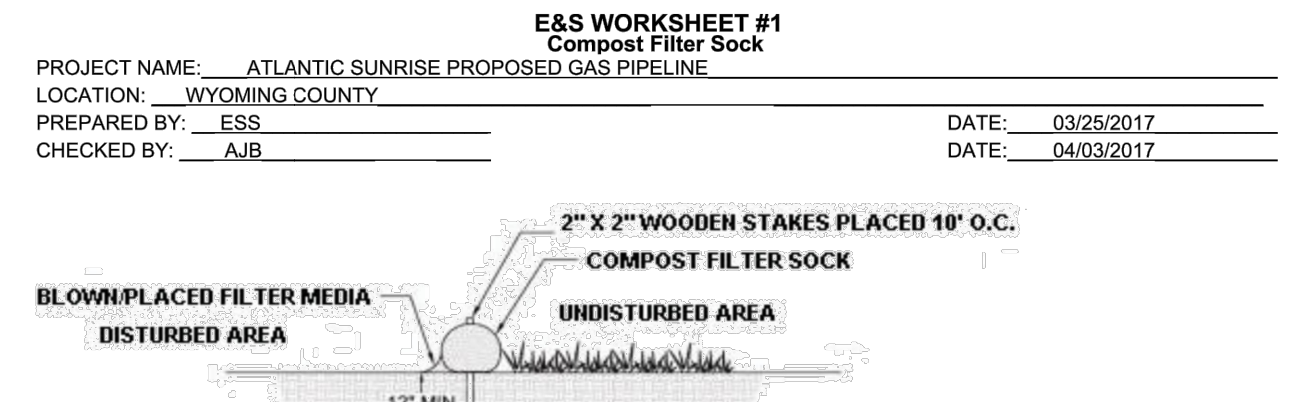 E&S WORKSHEET #1
Compost Filter Sock
PROJECT NAME: ATLANTIC SUNRISE PROPOSED GAS PIPELINE
LOCATION: WYOMING COUNTY
PREPARED BY: ESS DATE: 03/25/2017
CHECKED BY: AJB DATE: 04/03/2017
2" X 2" WOODEN STAKES PLACED 10' O.C.
COMPOST FILTER SOCK
BLOWN/PLACED FILTER MEDIA
UNDISTURBED AREA
DISTURBED AREA
12" MIN